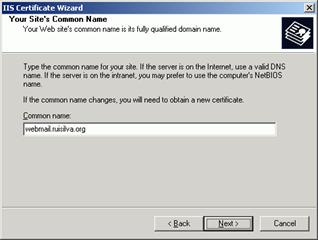 IIS Certificate Wizard
Your Site's Common Name
Your Web site's common name is its fully qualified domain name.
Type the common name for your site. If the server is on the Internet, use a valid DNS
name. If the server is on the intranet, you may prefer to use the computer's NetBIOS
name.
If the common name changes, you will need to obtain a new certificate.
Common name:
webmail.ruisilva.org
< Back Next > Cancel